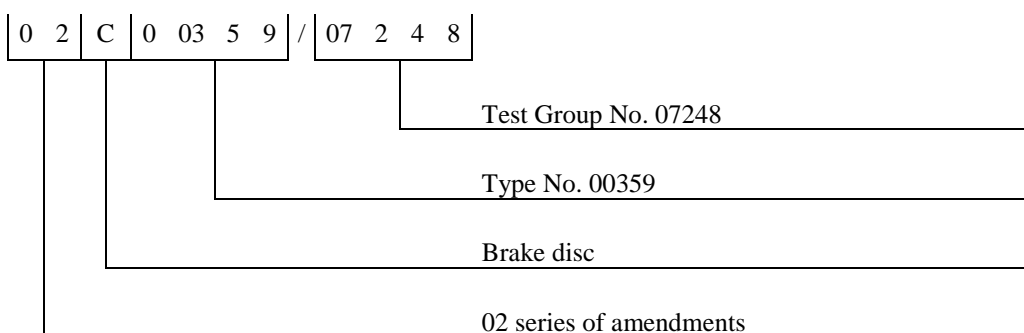 0 2 C 0 03 5 9 / 07 2 4 8
Test Group No. 07248
Type No. 00359
Brake disc
02 series of amendments